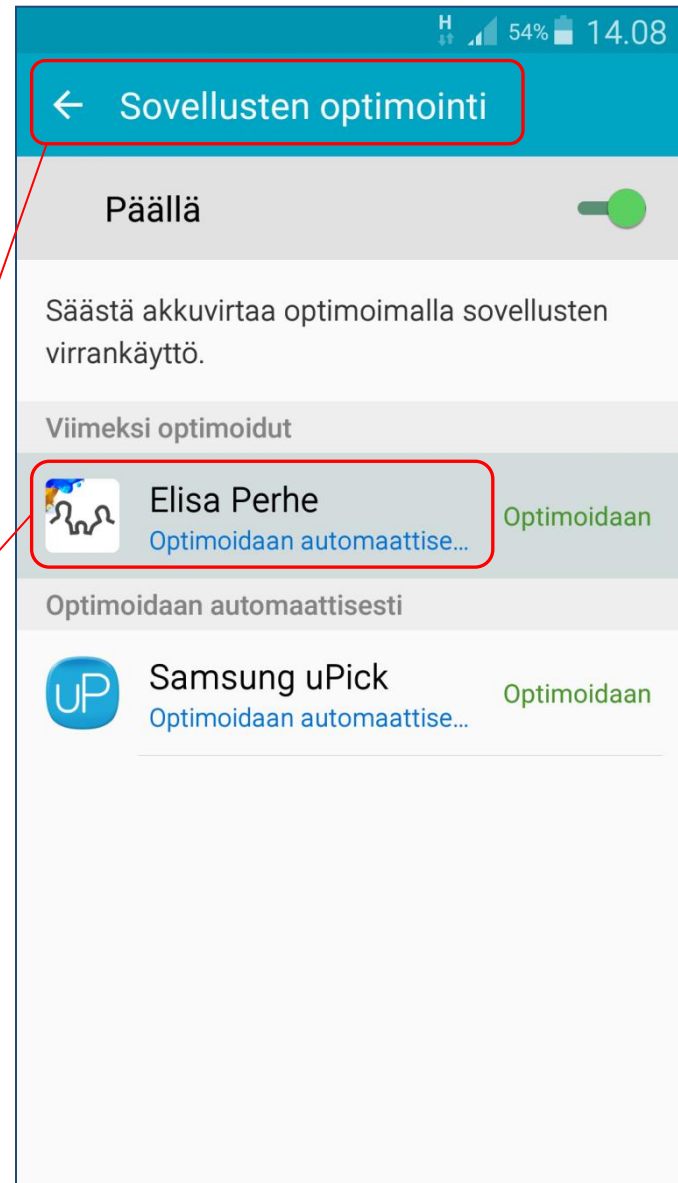 H 54% 14.08
Sovellusten optimointi
Päällä
Säästä akkuvirtaa optimoimalla sovellusten
virrankäyttö.
Viimeksi optimoidut
Elisa Perhe
Optimoidaan automaattise...
Optimoidaan
Optimoidaan automaattisesti
uP
Samsung uPick
Optimoidaan automaattise...
Optimoidaan